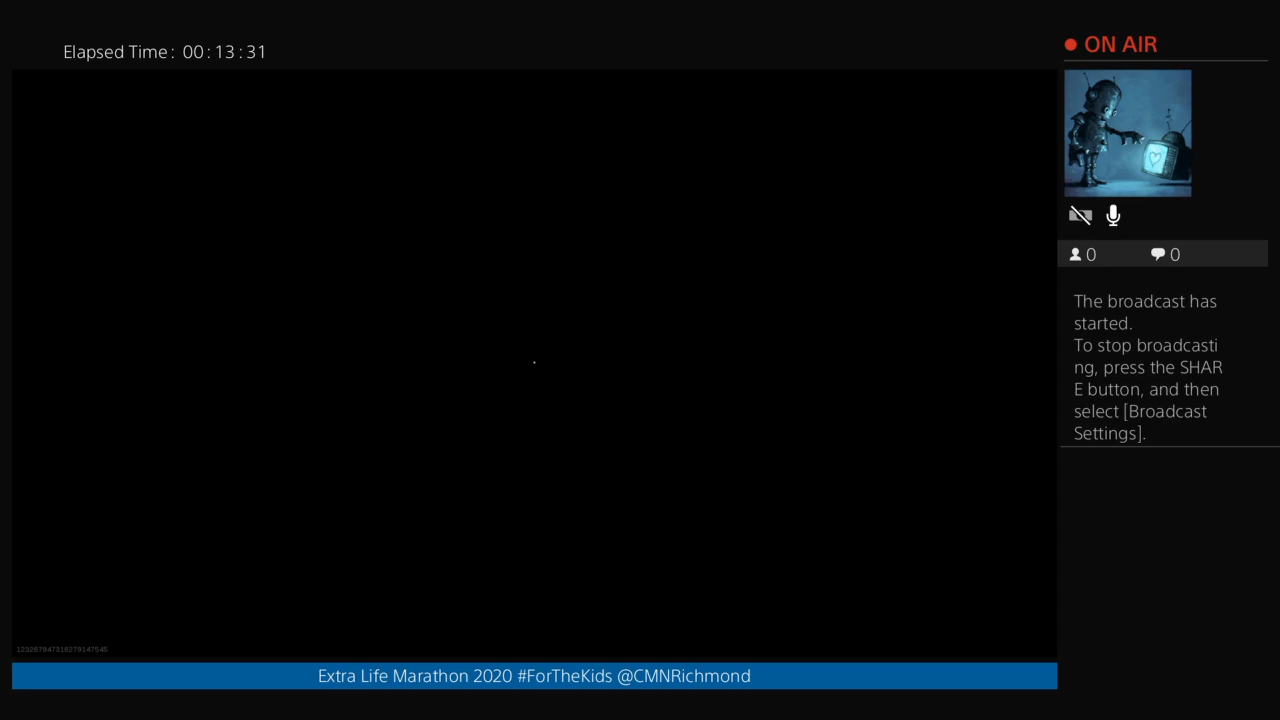 Elapsed Time: 00:13:31
ON AIR
0 0
The broadcast has
started.
To stop broadcasti
ng, press the SHAR
E button, and then
select [Broadcast
Settings].
Extra Life Marathon 2020 #ForTheKids @CMNRichmond